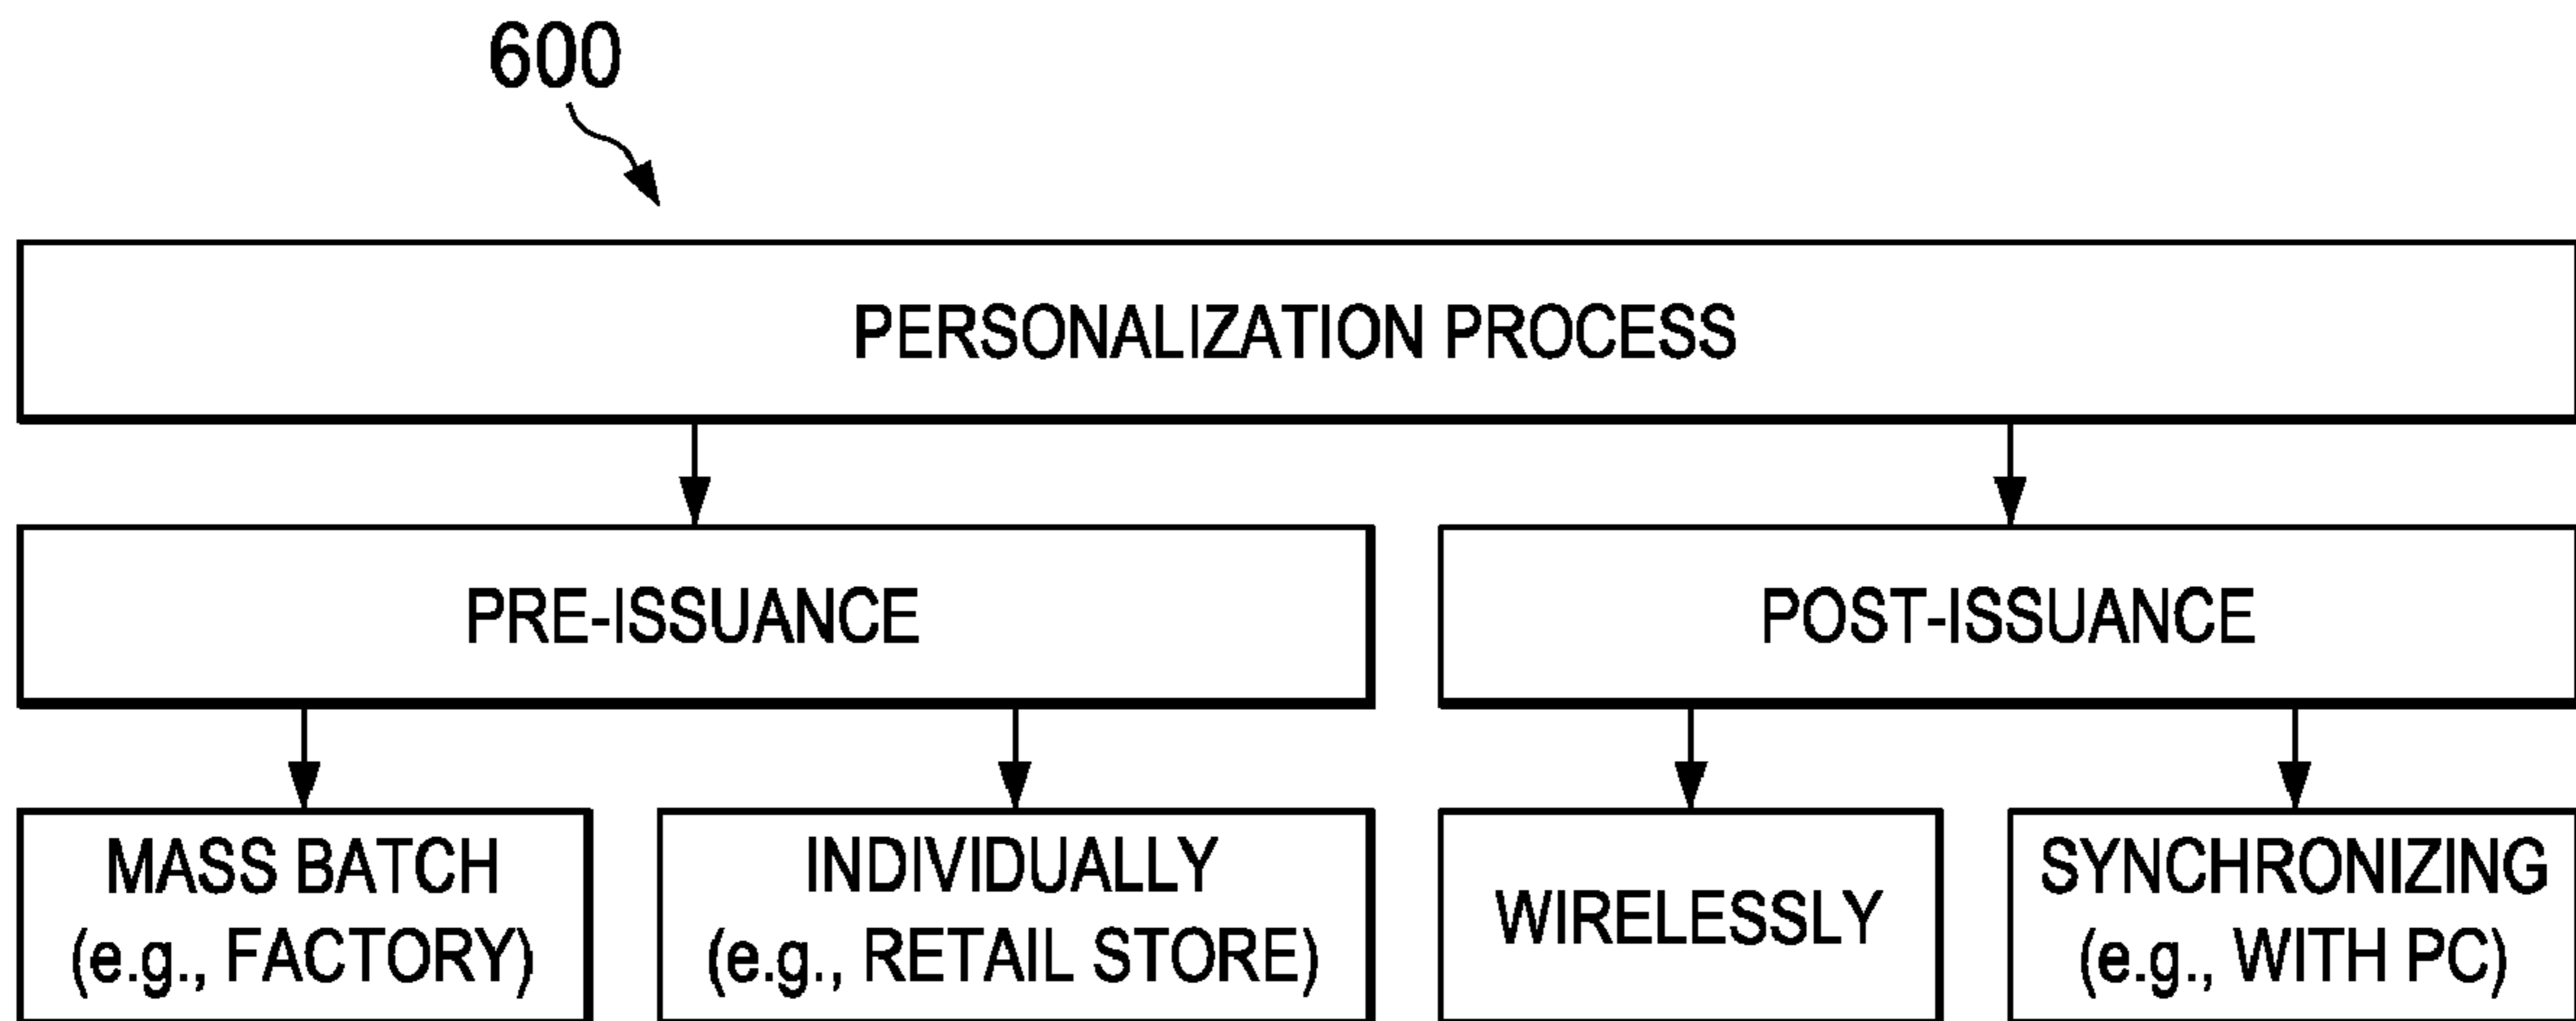 600
PERSONALIZATION PROCESS
PRE-ISSUANCE
POST-ISSUANCE
MASS BATCH
(e.g., FACTORY)
INDIVIDUALLY
(e.g., RETAIL STORE)
WIRELESSLY
SYNCHRONIZING
(e.g., WITH PC)